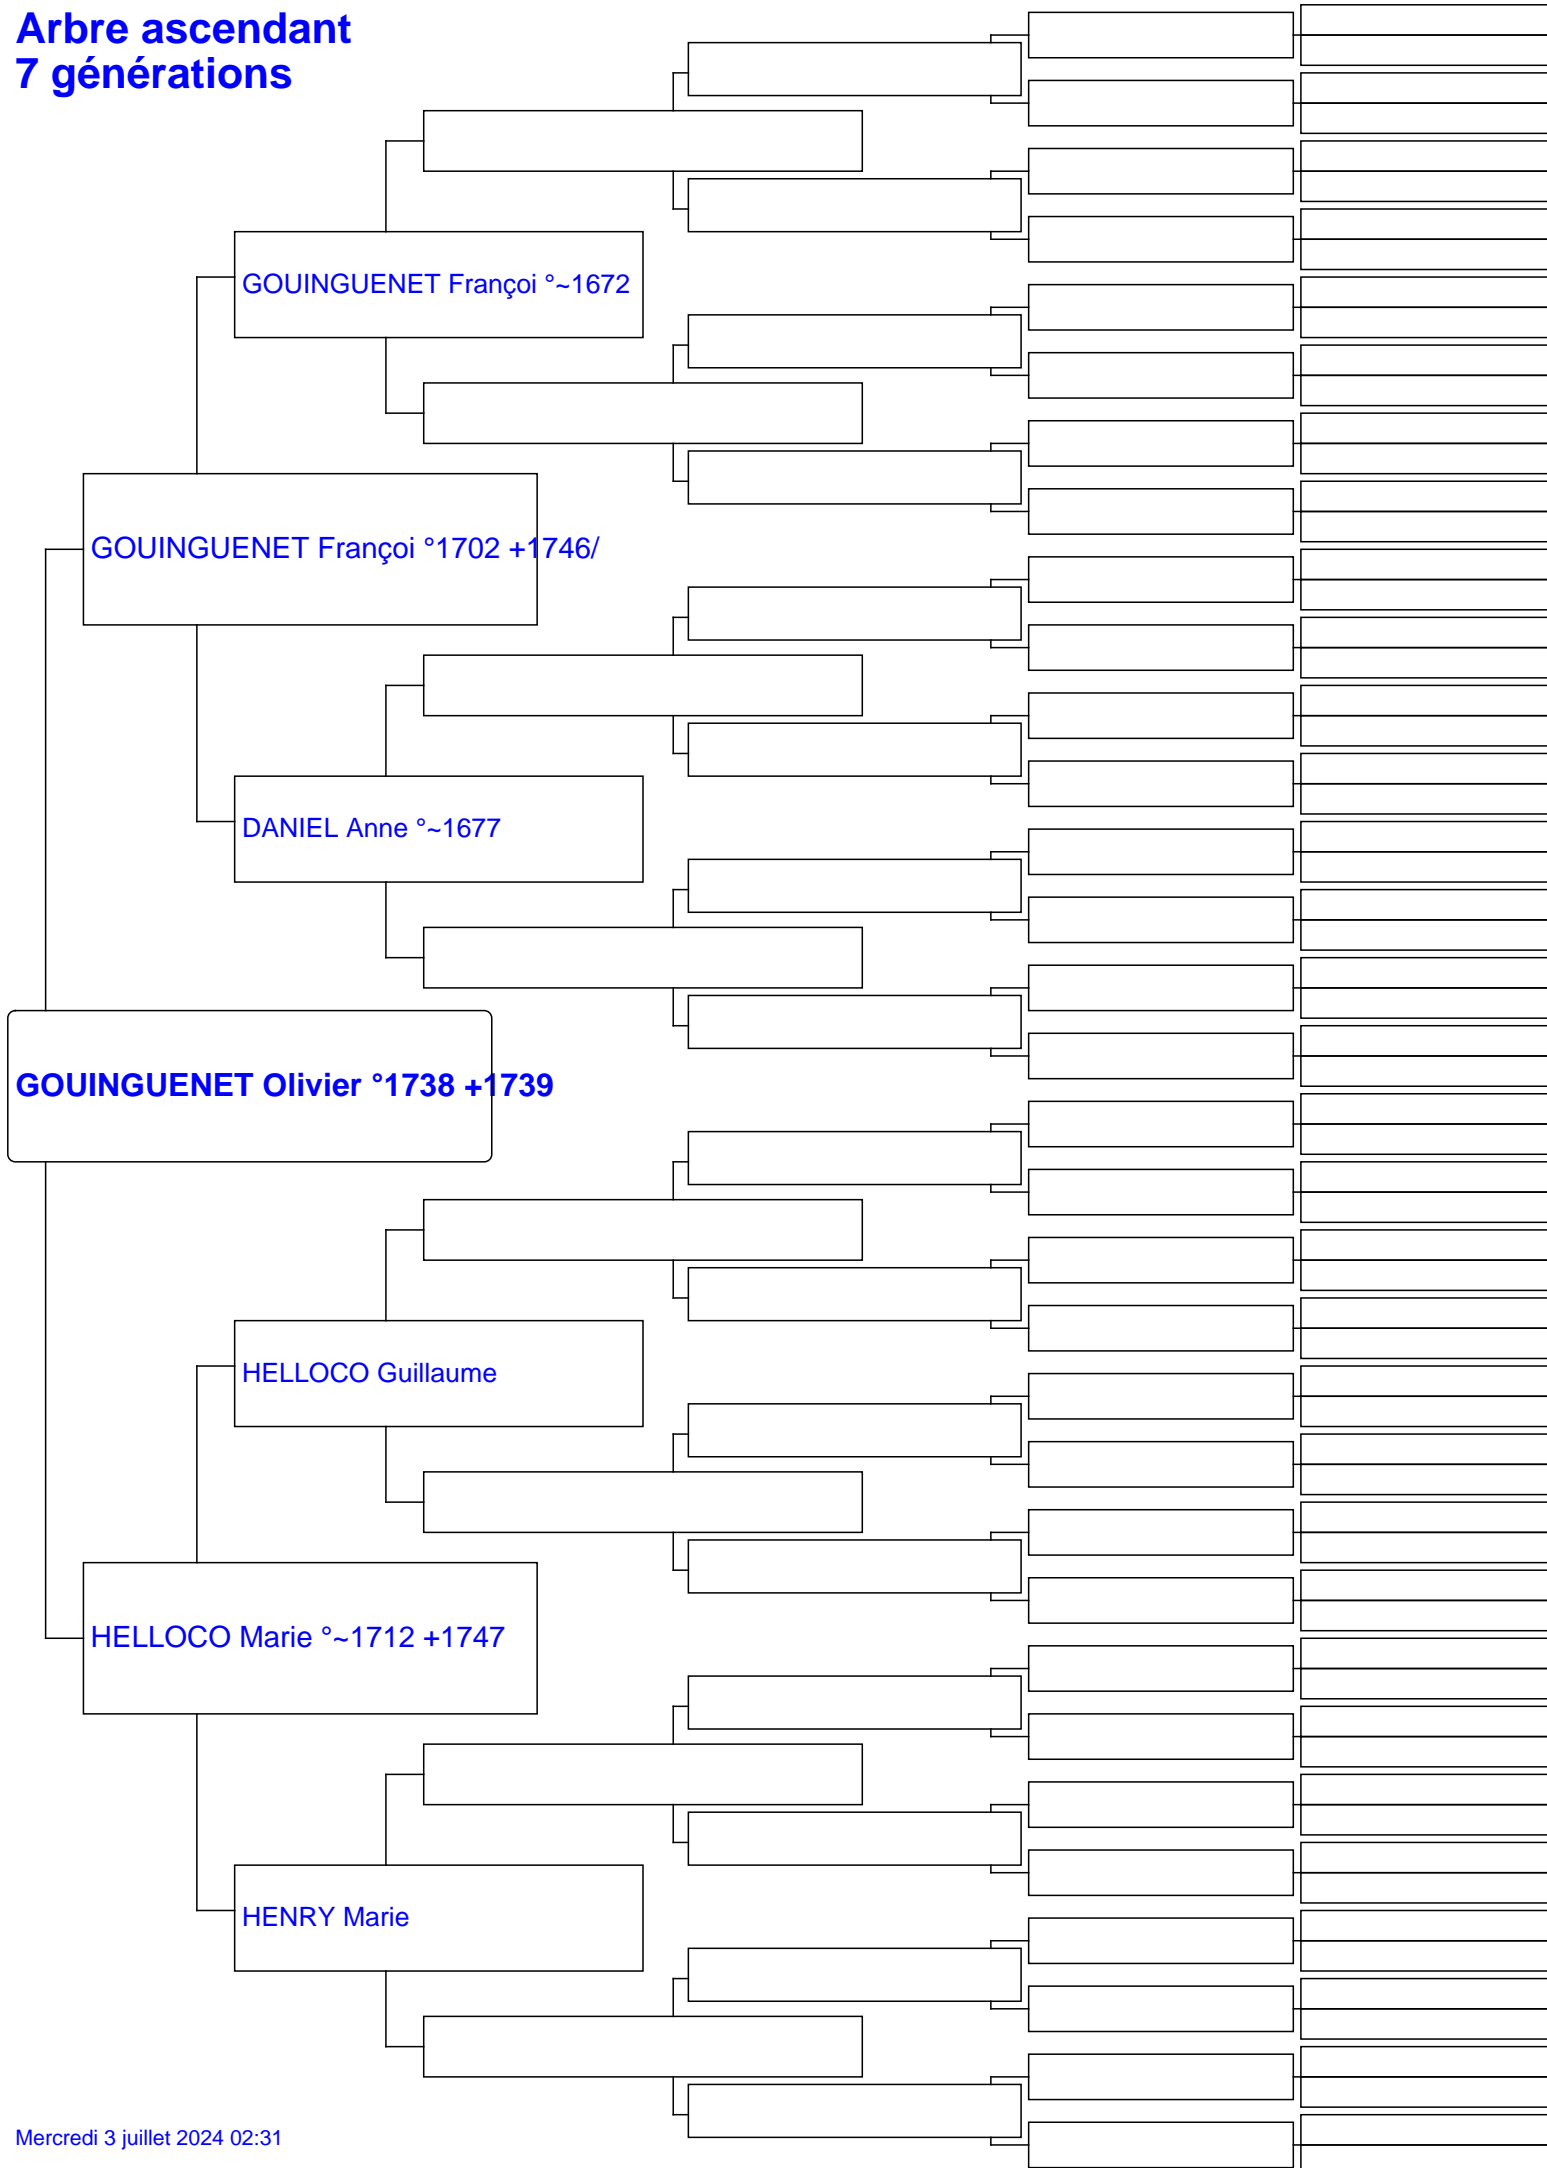 Arbre ascendant
7 générations
GOUINGUENET Françoi °~1672
GOUINGUENET Françoi °1702 +1746/
DANIEL Anne °~1677
GOUINGUENET Olivier °1738 +1739
HELLOCO Guillaume
HELLOCO Marie °~1712 +1747
HENRY Marie
Mercredi 3 juillet 2024 02:31